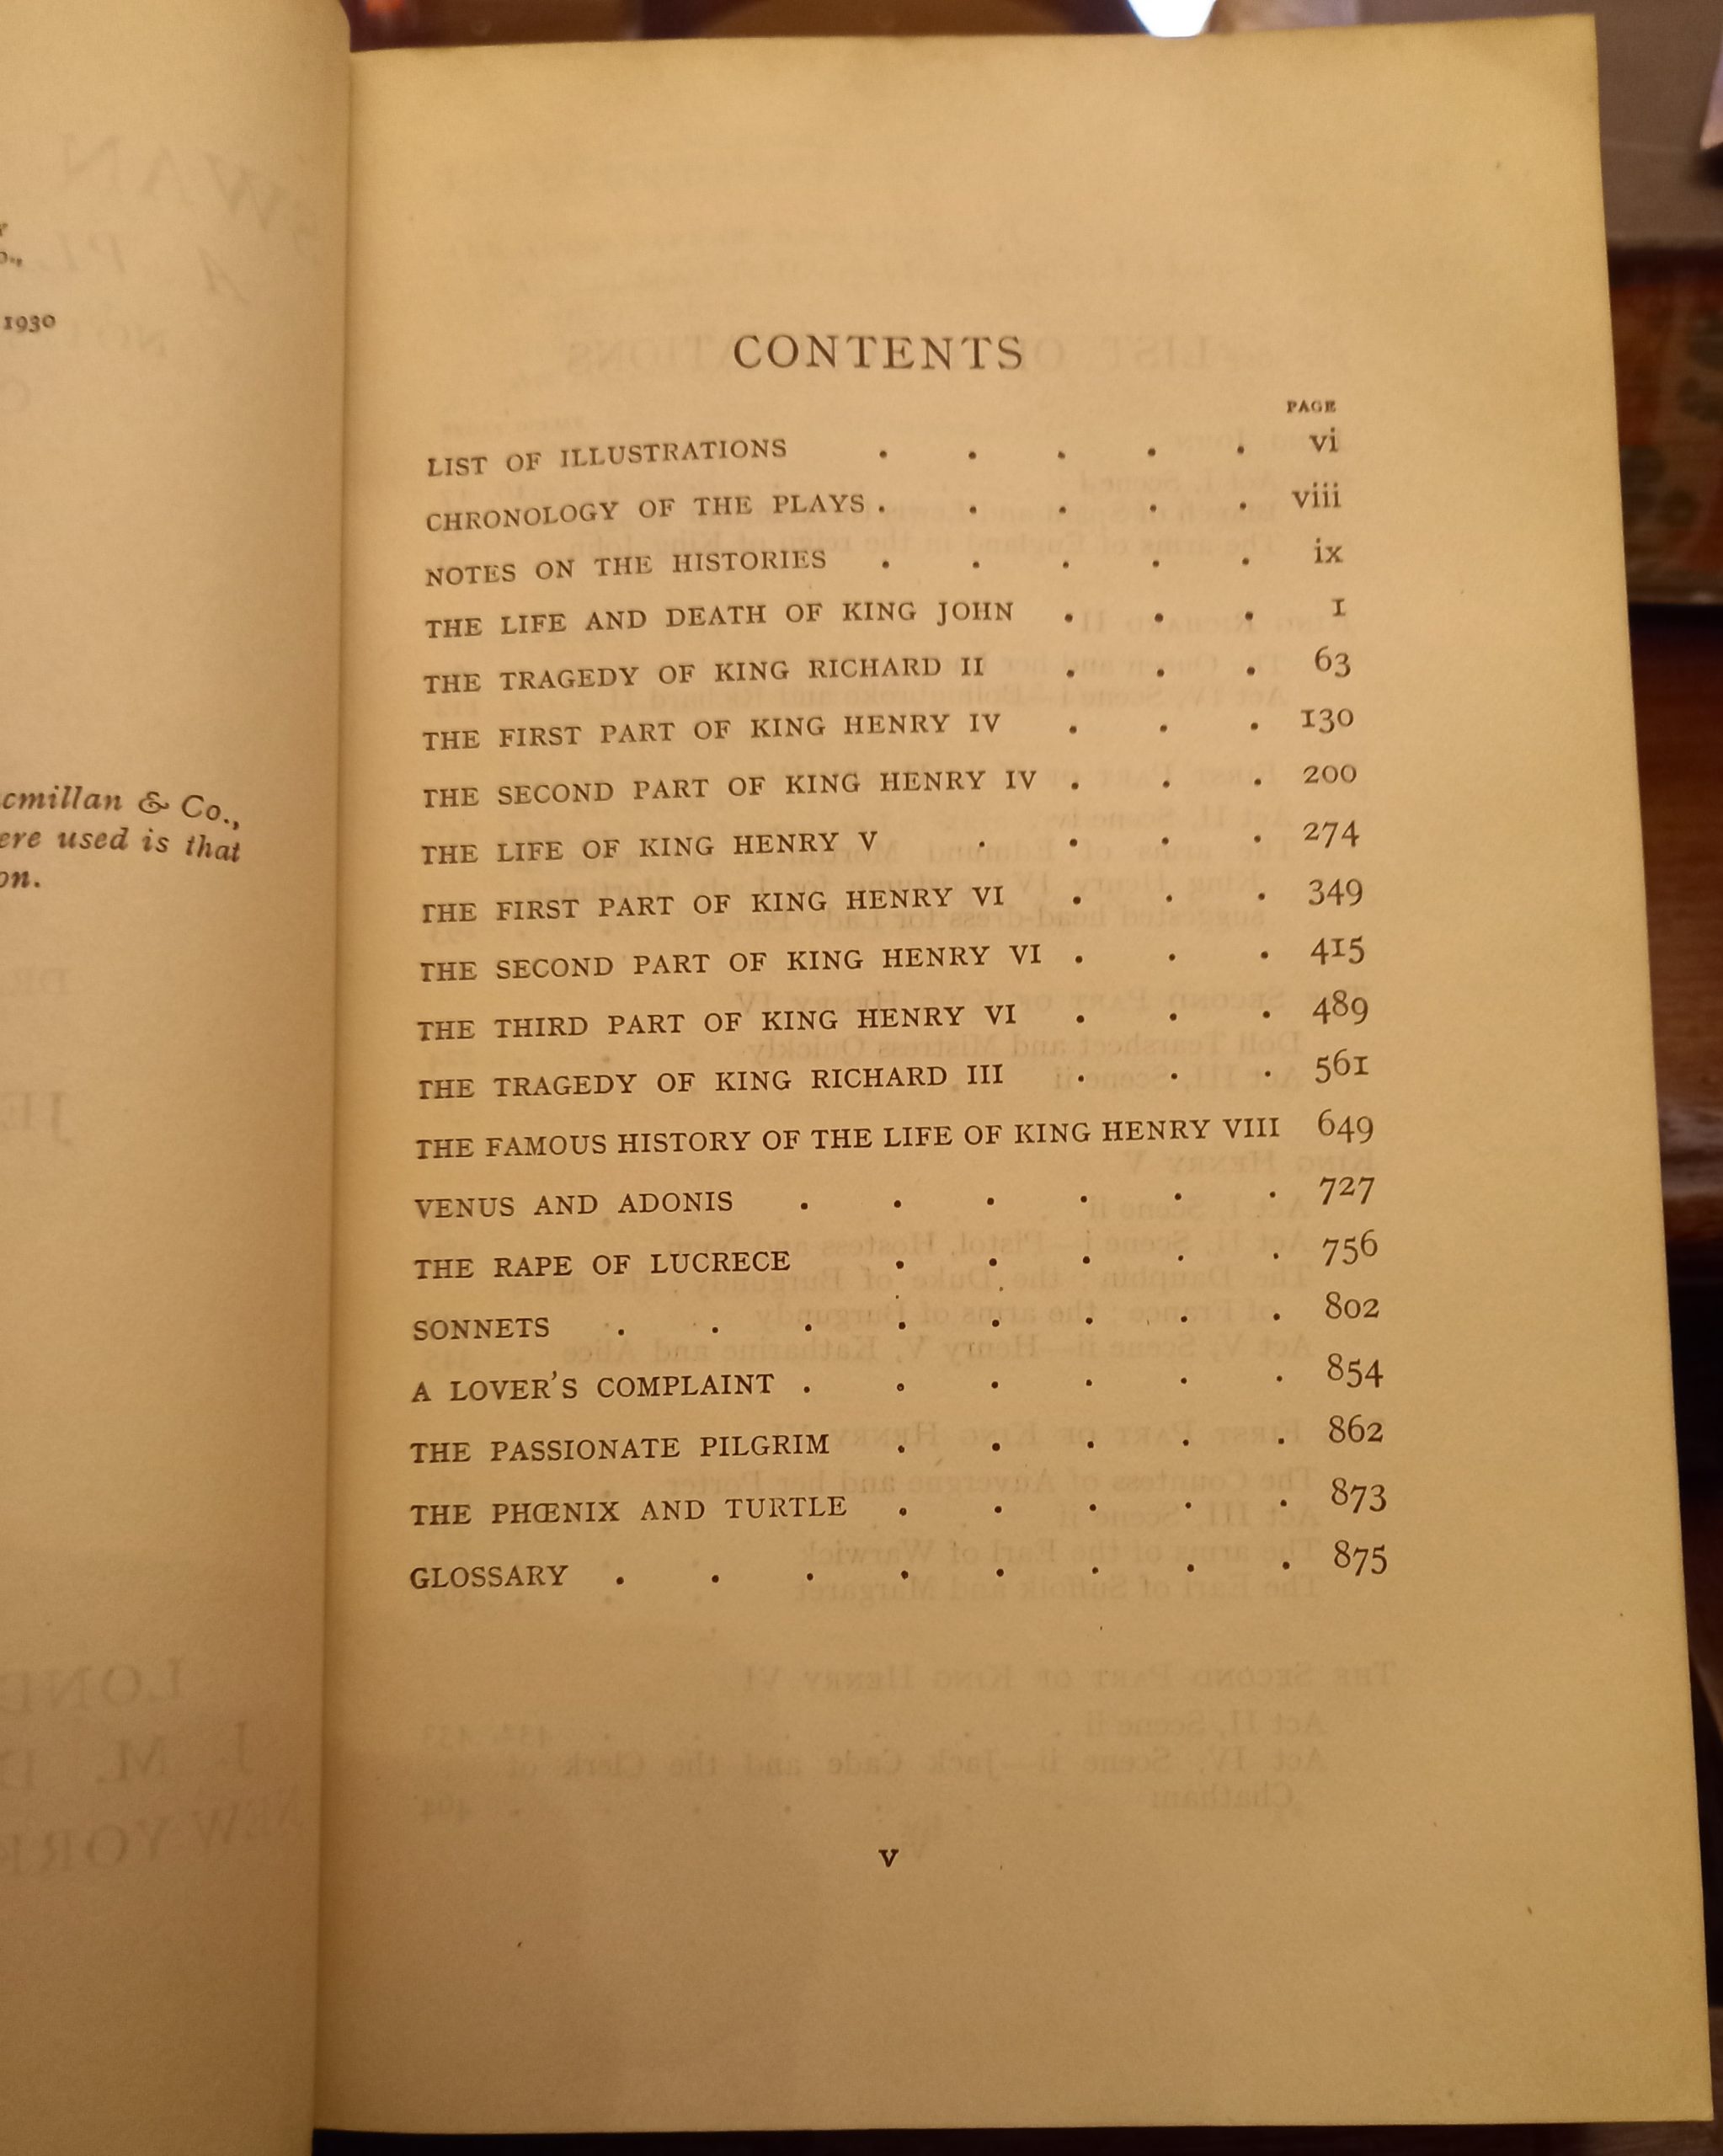 1930
cmillan & Co.,
ere used is that
on.
CONTENTS
PAGE
LIST OF ILLUSTRATIONS . . . . . vi
CHRONOLOGY OF THE PLAYS . . . . . viii
NOTES ON THE HISTORIES . . . . . ix
THE LIFE AND DEATH OF KING JOHN . . . 1
THE TRAGEDY OF KING RICHARD II . . . 63
THE FIRST PART OF KING HENRY IV . . . 130
THE SECOND PART OF KING HENRY IV . . . 200
THE LIFE OF KING HENRY V . . . . 274
THE FIRST PART OF KING HENRY VI . . . 349
THE SECOND PART OF KING HENRY VI . . . 415
THE THIRD PART OF KING HENRY VI . . . 489
THE TRAGEDY OF KING RICHARD III . . . 561
THE FAMOUS HISTORY OF THE LIFE OF KING HENRY VIII 649
VENUS AND ADONIS . . . . . . 727
THE RAPE OF LUCRECE . . . . . 756
SONNETS . . . . . . . . 802
A LOVER'S COMPLAINT . . . . . . 854
THE PASSIONATE PILGRIM . . . . . 862
THE PHŒNIX AND TURTLE . . . . . 873
GLOSSARY . . . . . . . . 875
v